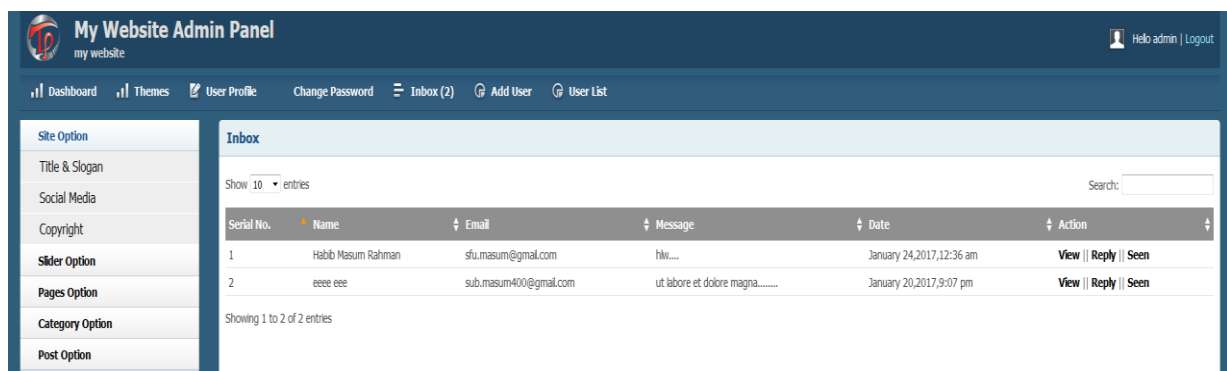 My Website Admin Panel
my website
Hello admin | Logout
Dashboard Themes User Profile Change Password Inbox (2) Add User User List
Site Option
Title & Slogan
Social Media
Copyright
Slider Option
Pages Option
Category Option
Post Option
Inbox
Show 10 entries Search:
Serial No. Name Email Message Date Action
1 Habib Masum Rahman sfu.masum@gmail.com hlw.... January 24,2017,12:36 am View || Reply || Seen
2 eeee eee sub.masum400@gmail.com ut labore et dolore magna........ January 20,2017,9:07 pm View || Reply || Seen
Showing 1 to 2 of 2 entries